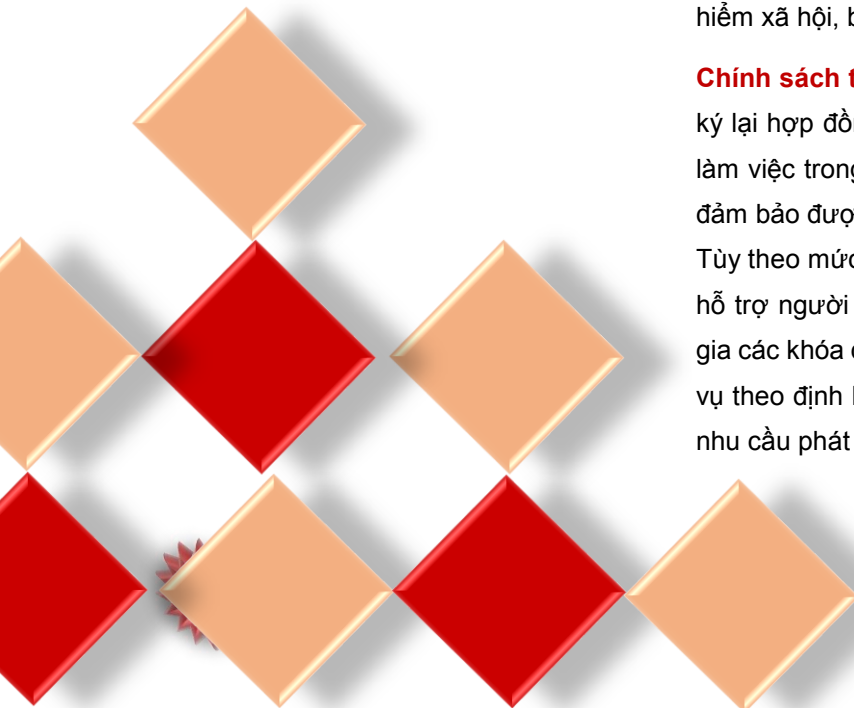 hiểm xã hội, b
Chính sách t
ký lại hợp đồ
làm việc tron
đảm bảo đượ
Tùy theo mức
hỗ trợ người
gia các khóa
vụ theo định
nhu cầu phát